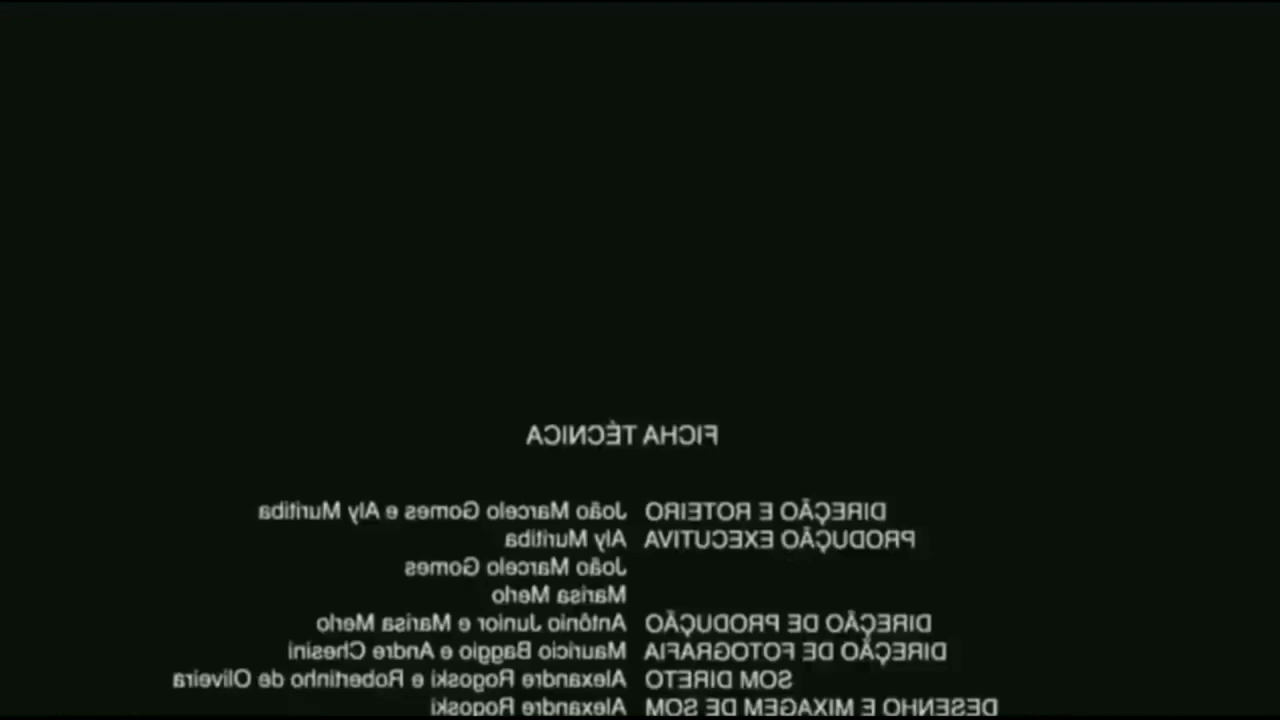 FICHA TÉCNICA
DIREÇÃO E ROTEIRO João Marcelo Gomes e Aly Muritiba
PRODUÇÃO EXECUTIVA Aly Muritiba
João Marcelo Gomes
Marisa Merlo
DIREÇÃO DE PRODUÇÃO Antônio Junior e Marisa Merlo
DIREÇÃO DE FOTOGRAFIA Maurício Baggio e Andre Chesini
SOM DIRETO Alexandre Rogoski e Robertinho de Oliveira
DESENHO E MIXAGEM DE SOM Alexandre Rogoski